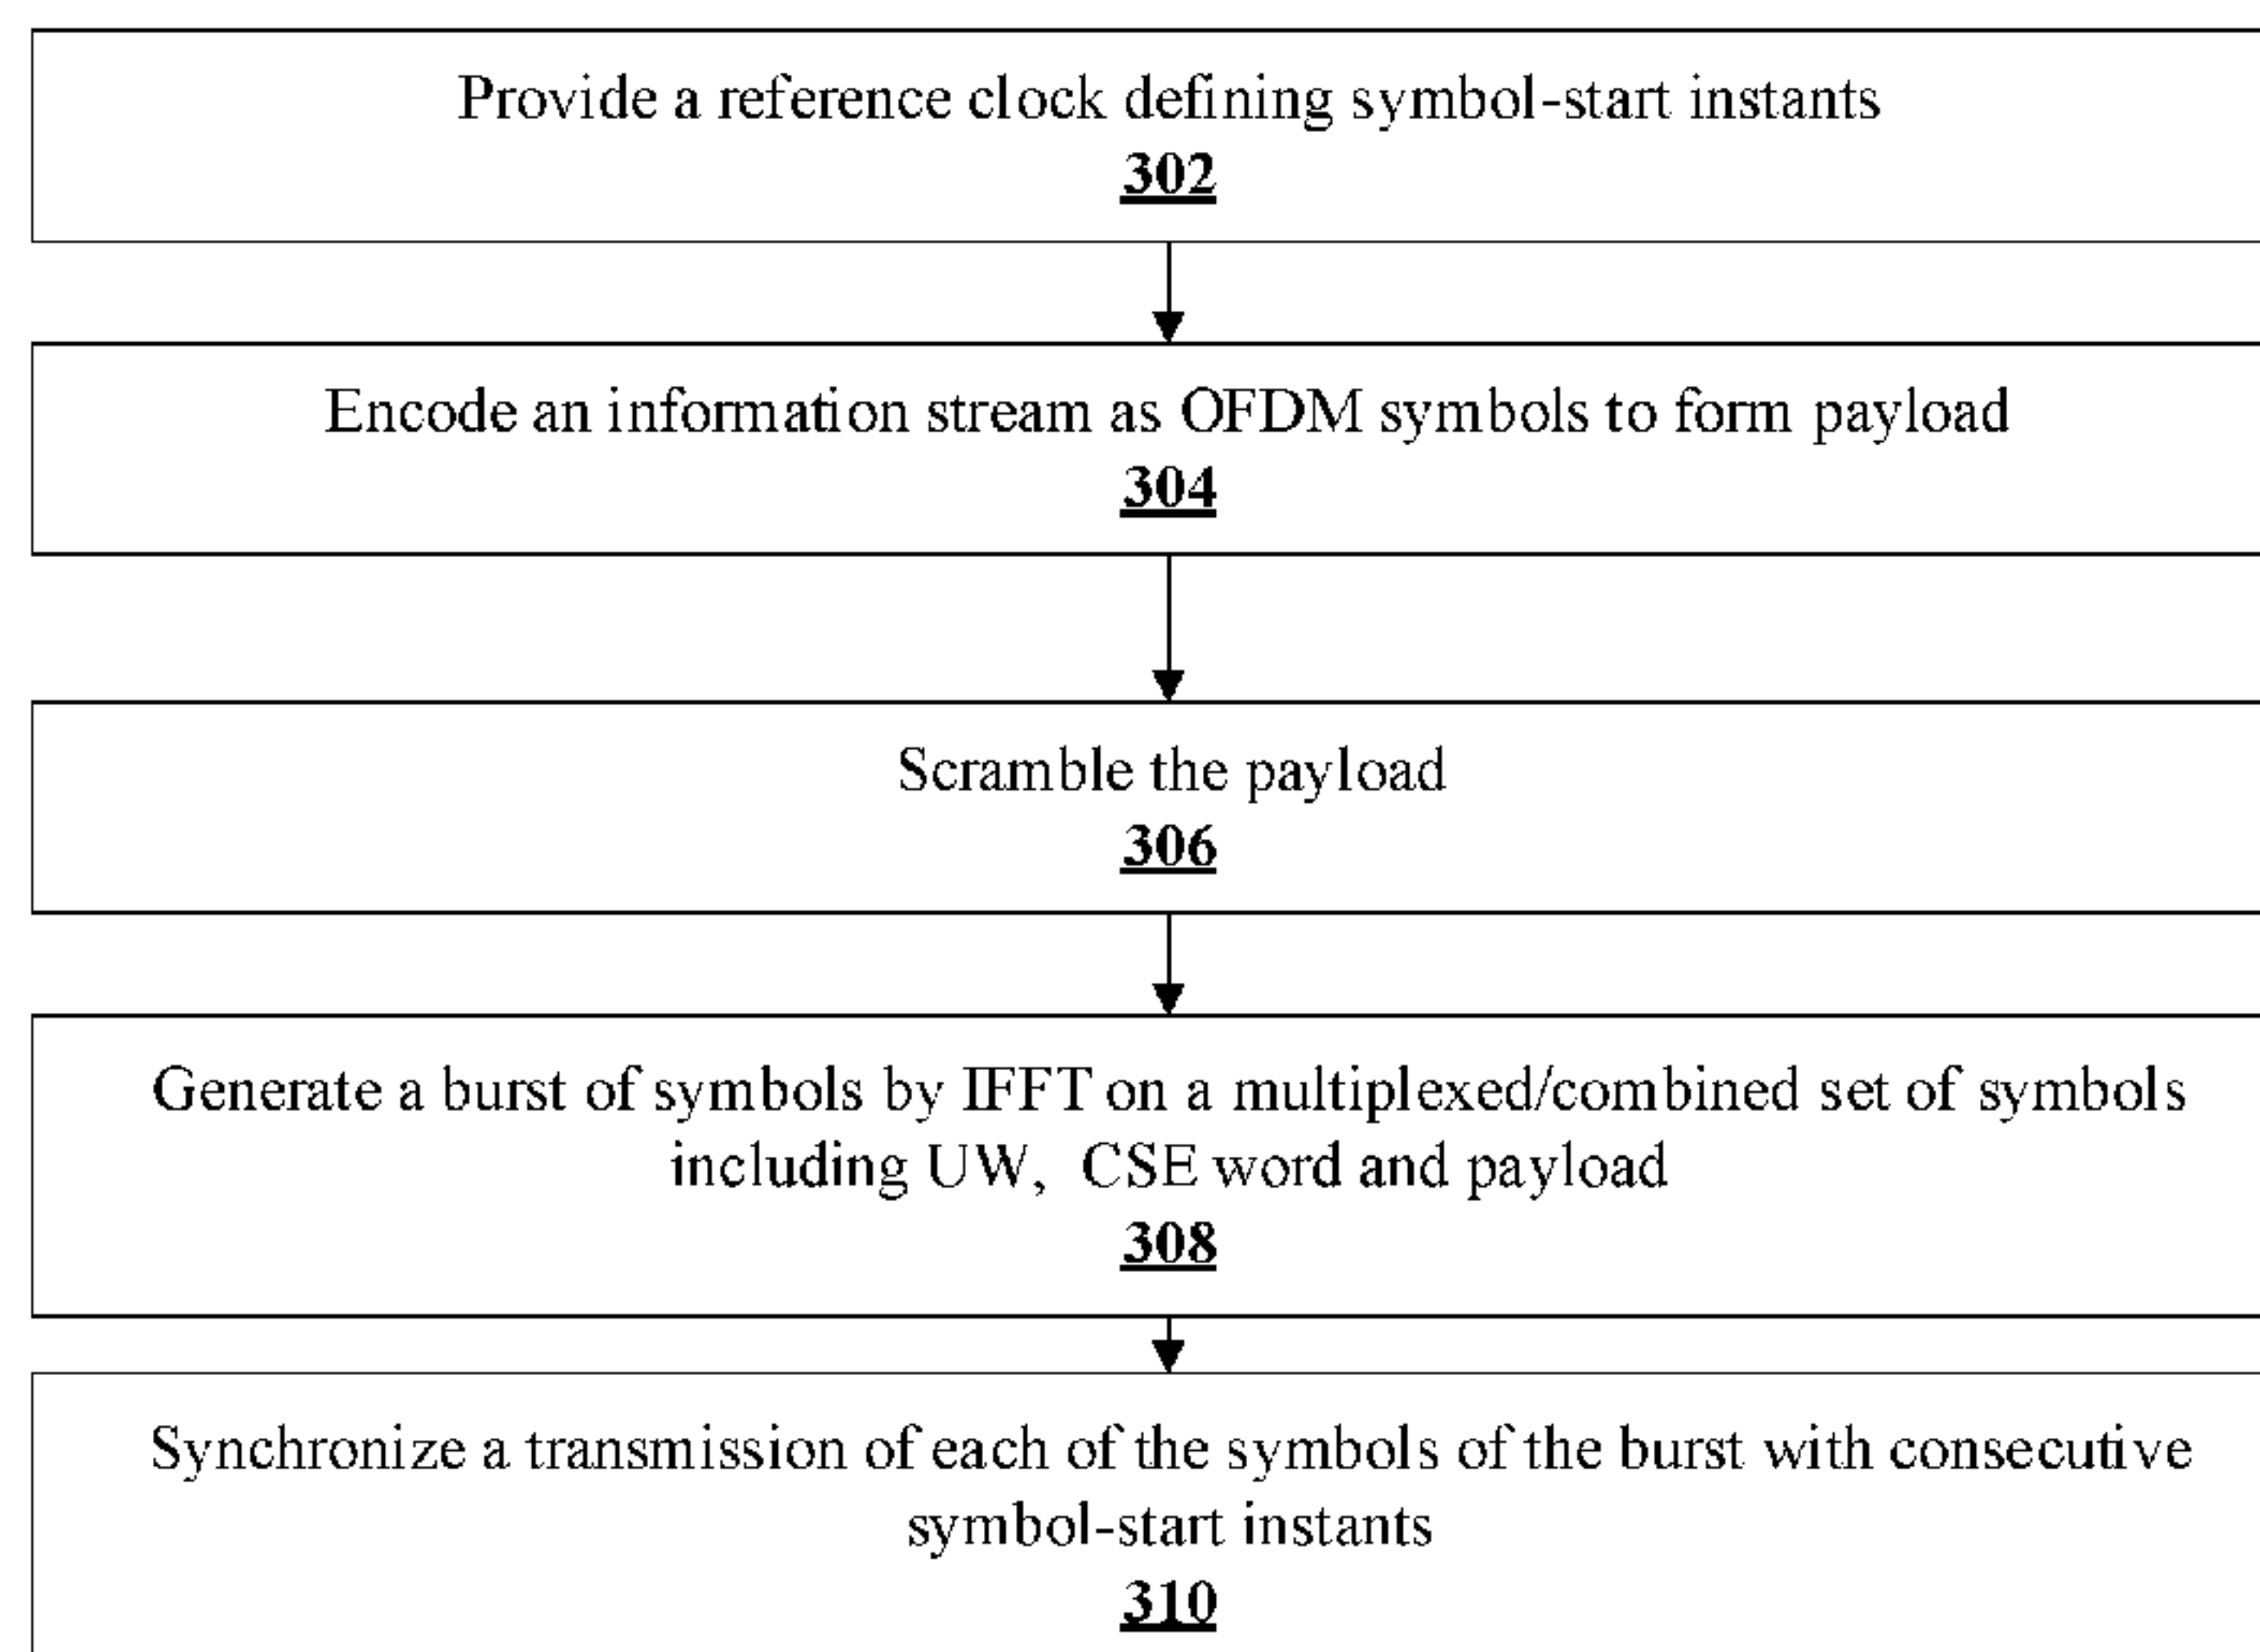 Provide a reference clock defining symbol-start instants
302
Encode an information stream as OFDM symbols to form payload
304
Scramble the payload
306
Generate a burst of symbols by IFFT on a multiplexed/combined set of symbols
including UW, CSE word and payload
308
Synchronize a transmission of each of the symbols of the burst with consecutive
symbol-start instants
310